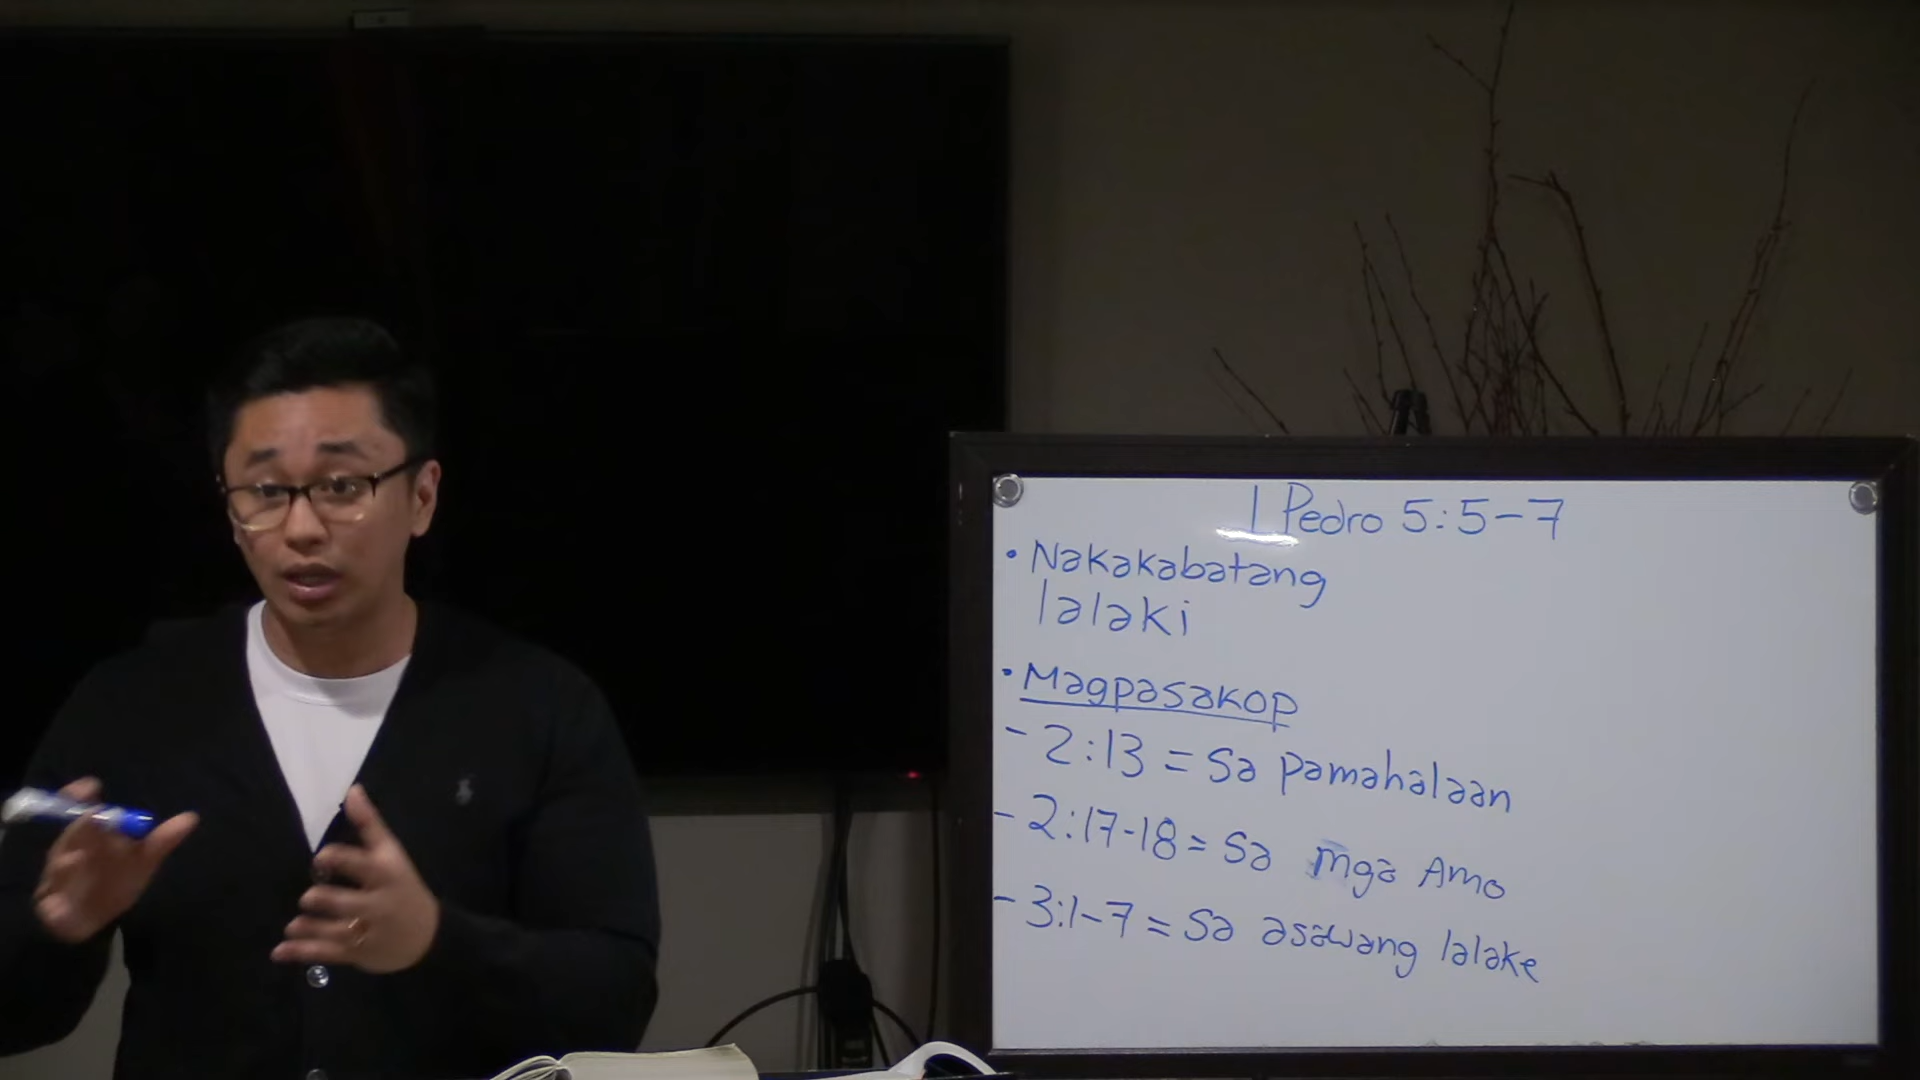 1 Pedro 5:5-7
• Nakakabatang
lalaki
• Magpasakop
- 2:13 = Sa pamahalaan
- 2:17-18 = Sa mga Amo
- 3:1-7 = Sa asawang lalake